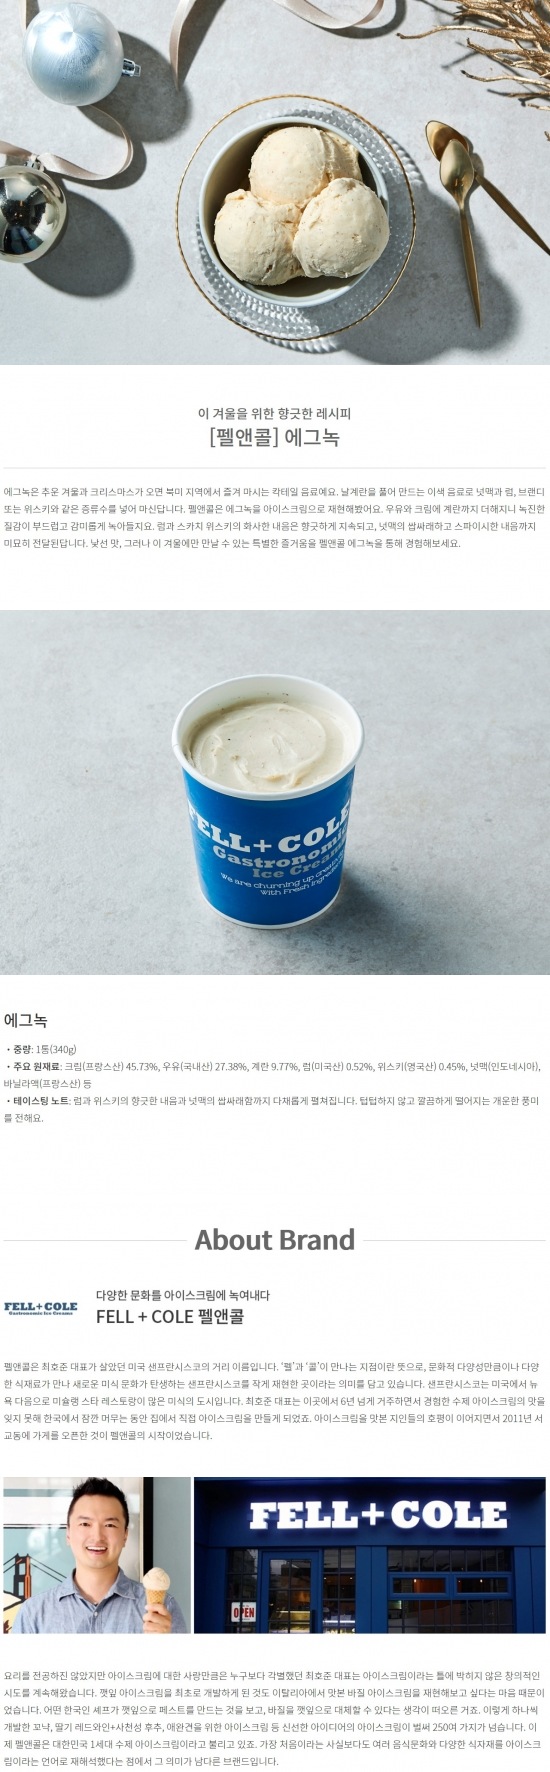 이 겨울을 위한 향긋한 레시피
[펠앤콜] 에그녹
에그녹은 추운 겨울과 크리스마스가 오면 북미 지역에서 즐겨 마시는 칵테일 음료예요. 날계란을 풀어 만드는 이색 음료로 넛맥과 럼, 브랜디
또는 위스키와 같은 증류수를 넣어 마신답니다. 펠앤콜은 에그녹을 아이스크림으로 재현해봤어요. 우유와 크림에 계란까지 더해지니 녹진한
질감이 부드럽고 감미롭게 녹아들지요. 럼과 스카치 위스키의 화사한 내음은 향긋하게 지속되고, 넛맥의 쌉싸래하고 스파이시한 내음까지
미묘히 전달된답니다. 낯선 맛, 그러나 이 겨울에만 만날 수 있는 특별한 즐거움을 펠앤콜 에그녹을 통해 경험해보세요.
FELL + COLE
Gastronomic
Ice Creams
We are churning up
With Fresh
에그녹
• 중량: 1통(340g)
• 주요 원재료: 크림(프랑스산) 45.73%, 우유(국내산) 27.38%, 계란 9.77%, 럼(미국산) 0.52%, 위스키(영국산) 0.45%, 넛맥(인도네시아),
바닐라액(프랑스산) 등
• 테이스팅 노트: 럼과 위스키의 향긋한 내음과 넛맥의 쌉싸래함까지 다채롭게 펼쳐집니다. 텁텁하지 않고 깔끔하게 떨어지는 개운한 풍미
를 전해요.
About Brand
FELL + COLE
Gastronomic Ice Creams
다양한 문화를 아이스크림에 녹여내다
FELL + COLE 펠앤콜
펠앤콜은 최호준 대표가 살았던 미국 샌프란시스코의 거리 이름입니다. ‘펠’과 ‘콜’이 만나는 지점이란 뜻으로, 문화적 다양성만큼이나 다양
한 식재료가 만나 새로운 미식 문화가 탄생하는 샌프란시스코를 작게 재현한 곳이라는 의미를 담고 있습니다. 샌프란시스코는 미국에서 뉴
욕 다음으로 미슐랭 스타 레스토랑이 많은 미식의 도시입니다. 최호준 대표는 이곳에서 6년 넘게 거주하면서 경험한 수제 아이스크림의 맛을
잊지 못해 한국에서 잠깐 머무는 동안 집에서 직접 아이스크림을 만들게 되었죠. 아이스크림을 맛본 지인들의 호평이 이어지면서 2011년 서
교동에 가게를 오픈한 것이 펠앤콜의 시작이었습니다.
FELL + COLE
OPEN
요리를 전공하진 않았지만 아이스크림에 대한 사랑만큼은 누구보다 각별했던 최호준 대표는 아이스크림이라는 틀에 박히지 않은 창의적인
시도를 계속해왔습니다. 깻잎 아이스크림을 최초로 개발하게 된 것도 이탈리아에서 맛본 바질 아이스크림을 재현해보고 싶다는 마음 때문이
었습니다. 어떤 한국인 셰프가 깻잎으로 페스트를 만드는 것을 보고, 바질을 깻잎으로 대체할 수 있다는 생각이 떠오른 거죠. 이렇게 하나씩
개발한 꼬냑, 딸기 레드와인+사천성 후추, 애완견을 위한 아이스크림 등 신선한 아이디어의 아이스크림이 벌써 250여 가지가 넘습니다. 이
제 펠앤콜은 대한민국 1세대 수제 아이스크림이라고 불리고 있죠. 가장 처음이라는 사실보다도 여러 음식문화와 다양한 식자재를 아이스크
림이라는 언어로 재해석했다는 점에서 그 의미가 남다른 브랜드입니다.